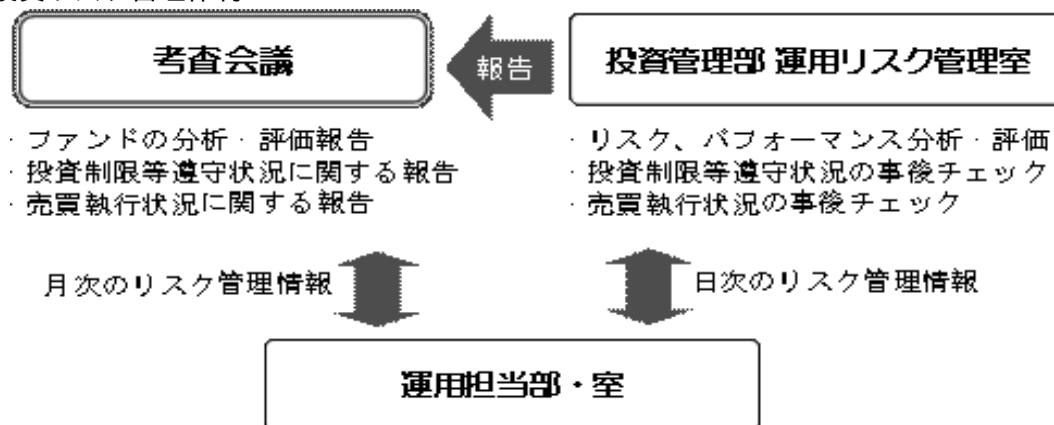 考査会議
報告
投資管理部 運用リスク管理室
・ファンドの分析・評価報告
・投資制限等遵守状況に関する報告
・売買執行状況に関する報告
・リスク、パフォーマンス分析・評価
・投資制限等遵守状況の事後チェック
・売買執行状況の事後チェック
月次のリスク管理情報
日次のリスク管理情報
運用担当部・室